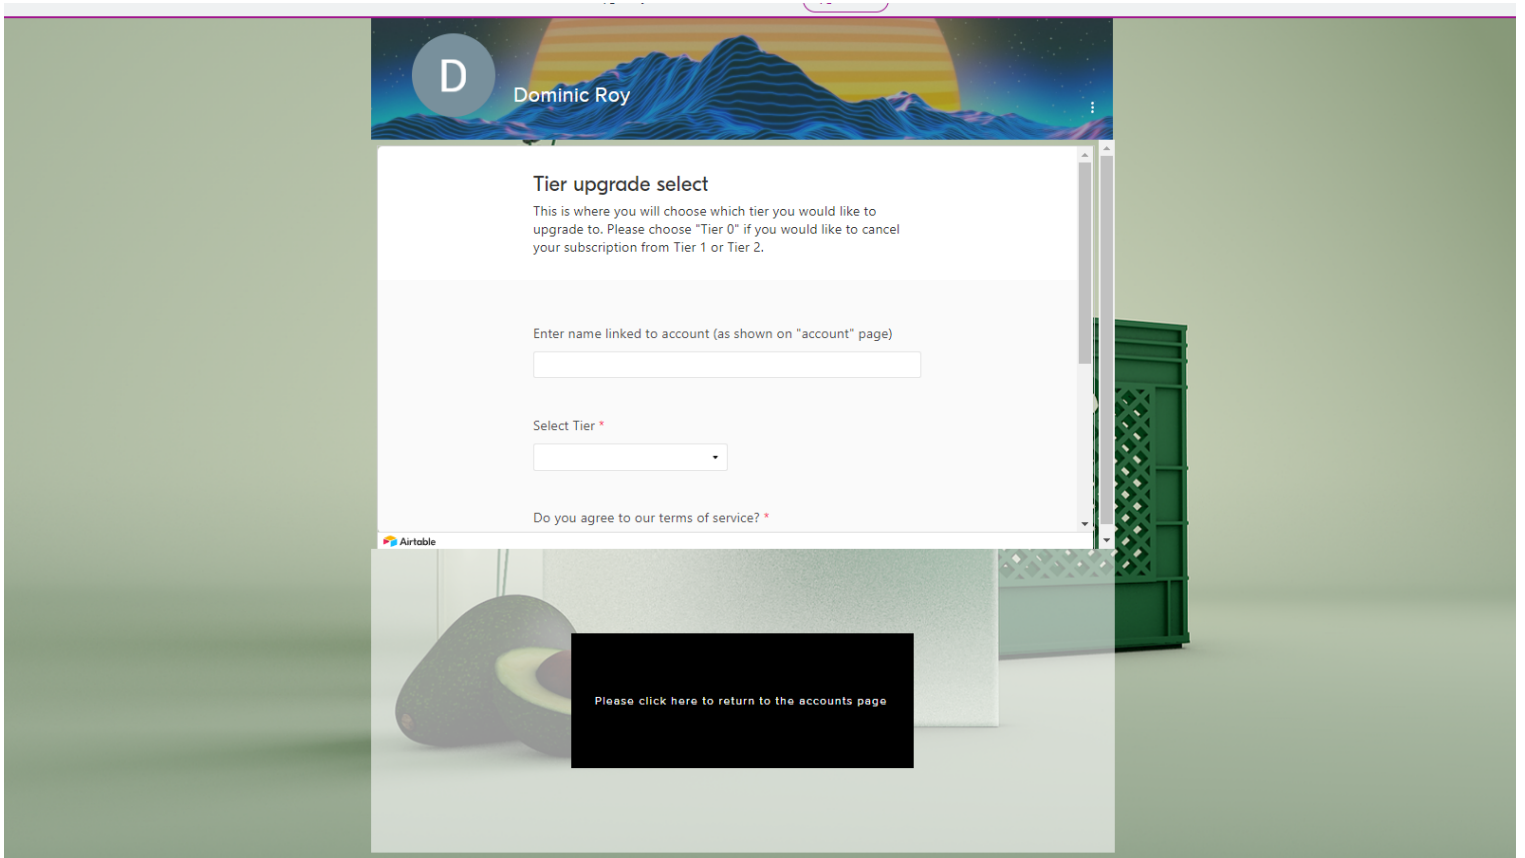 D
Dominic Roy
Tier upgrade select
This is where you will choose which tier you would like to
upgrade to. Please choose "Tier 0" if you would like to cancel
your subscription from Tier 1 or Tier 2.
Enter name linked to account (as shown on "account" page)
Select Tier *
Do you agree to our terms of service? *
Airtable
Please click here to return to the accounts page